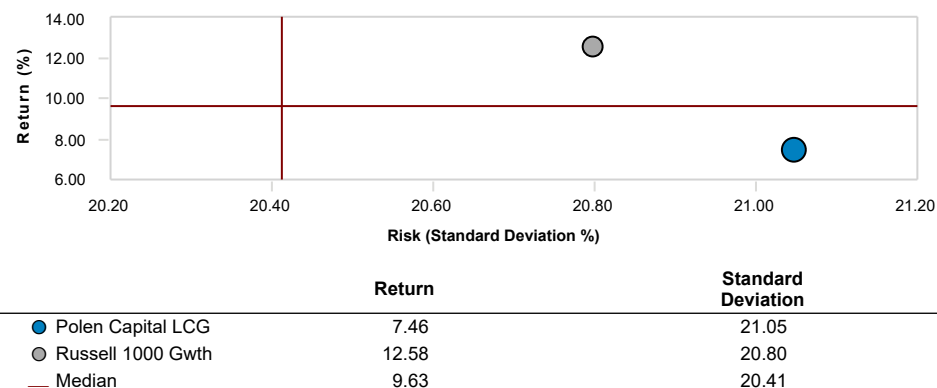 14.00
12.00
10.00
8.00
6.00
Return (%)
20.20 20.40 20.60 20.80 21.00 21.20
Risk (Standard Deviation %)
Return Standard Deviation
Polen Capital LCG 7.46 21.05
Russell 1000 Gwth 12.58 20.80
Median 9.63 20.41